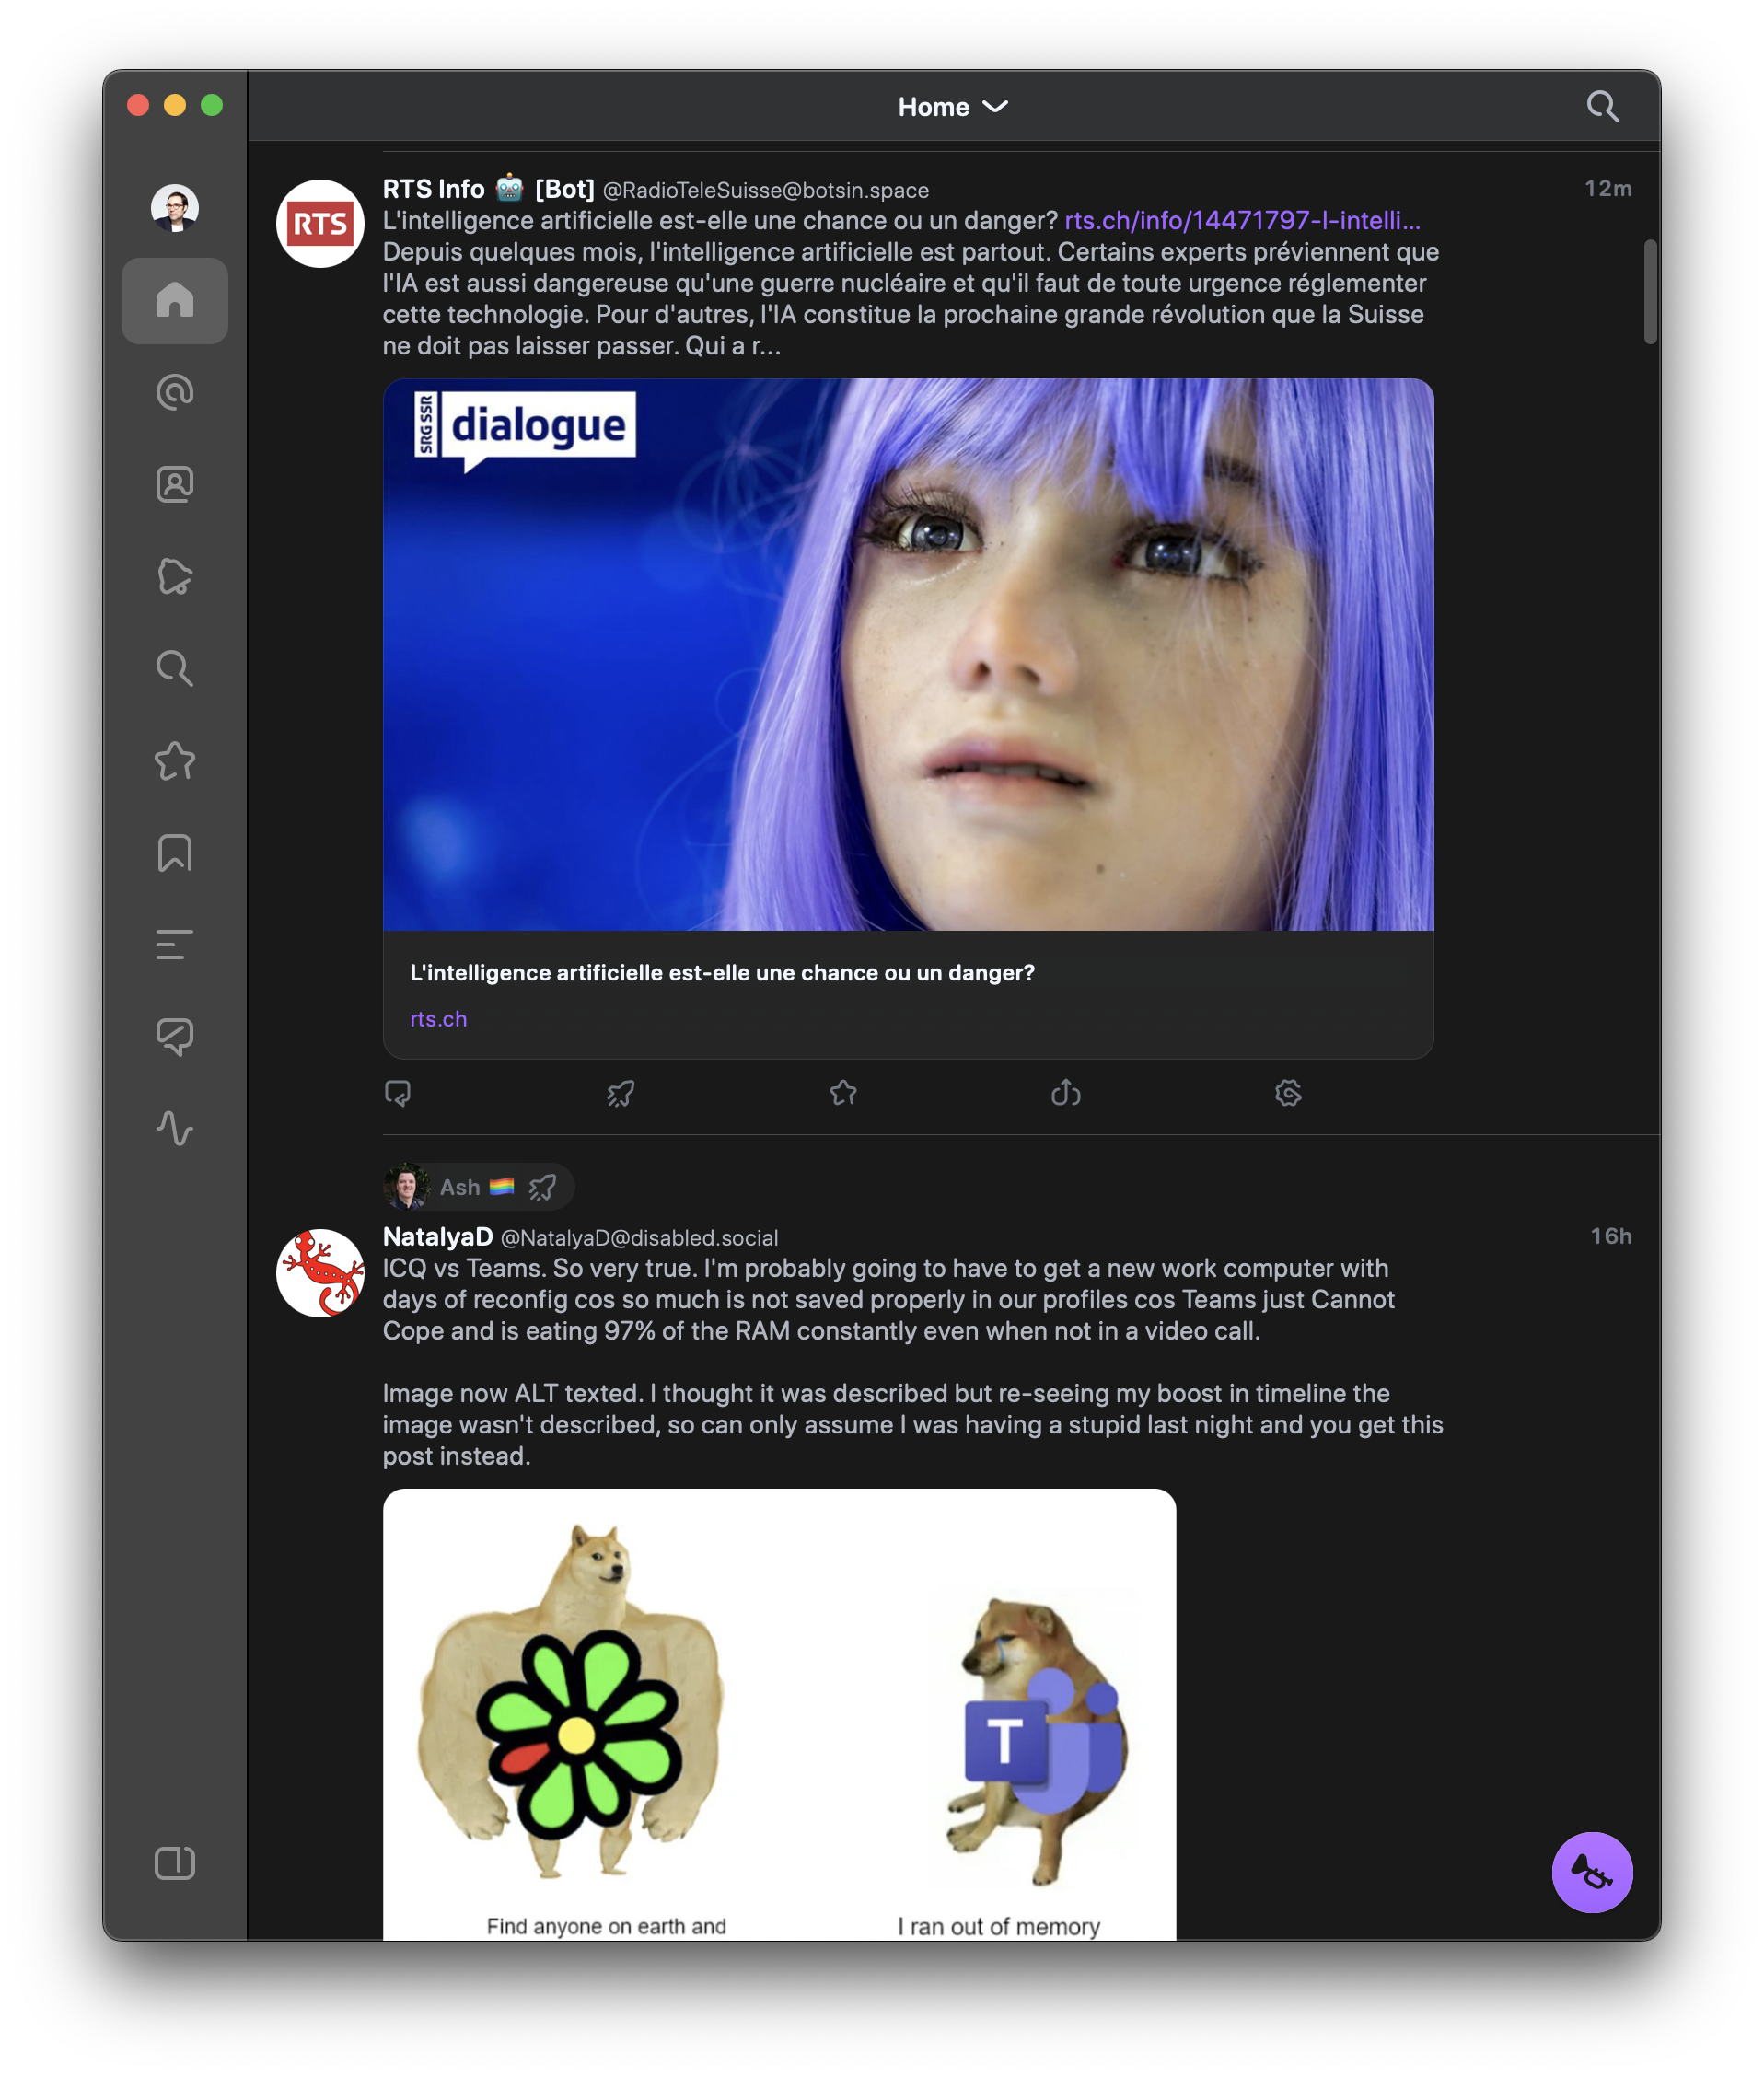 Home
RTS Info 🤖 [Bot] @RadioTeleSuisse@botsin.space
12m
RTS
L'intelligence artificielle est-elle une chance ou un danger? rts.ch/info/14471797-l-intelli...
Depuis quelques mois, l'intelligence artificielle est partout. Certains experts préviennent que
l'IA est aussi dangereuse qu'une guerre nucléaire et qu'il faut de toute urgence réglementer
cette technologie. Pour d'autres, l'IA constitue la prochaine grande révolution que la Suisse
ne doit pas laisser passer. Qui a r...
SRG SSR
dialogue
L'intelligence artificielle est-elle une chance ou un danger?
rts.ch
Ash 🏳️‍🌈
NatalyaD @NatalyaD@disabled.social
16h
ICQ vs Teams. So very true. I'm probably going to have to get a new work computer with
days of reconfig cos so much is not saved properly in our profiles cos Teams just Cannot
Cope and is eating 97% of the RAM constantly even when not in a video call.
Image now ALT texted. I thought it was described but re-seeing my boost in timeline the
image wasn't described, so can only assume I was having a stupid last night and you get this
post instead.
T
Find anyone on earth and
I ran out of memory